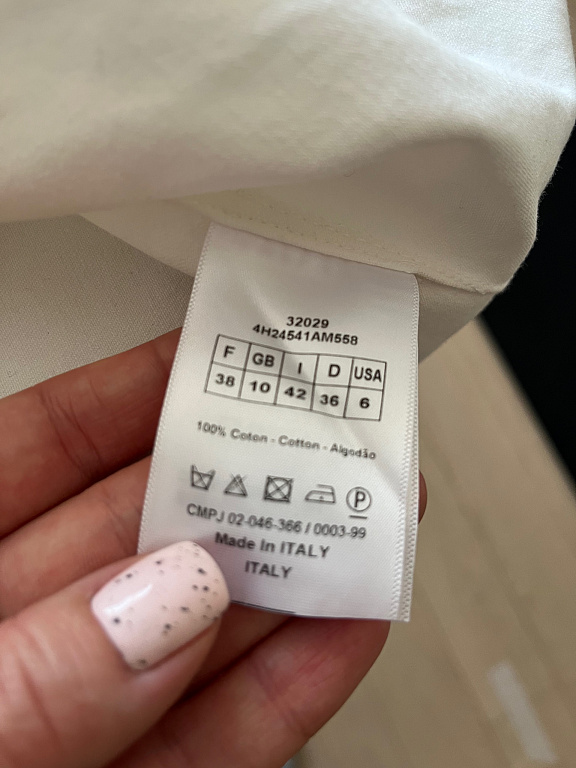 32029
4H24541AM558
F GB I D USA
38 10 42 36 6
100% Coton - Cotton - Algodão
P
CMPJ 02-046-366 / 0003-99
Made In ITALY
ITALY